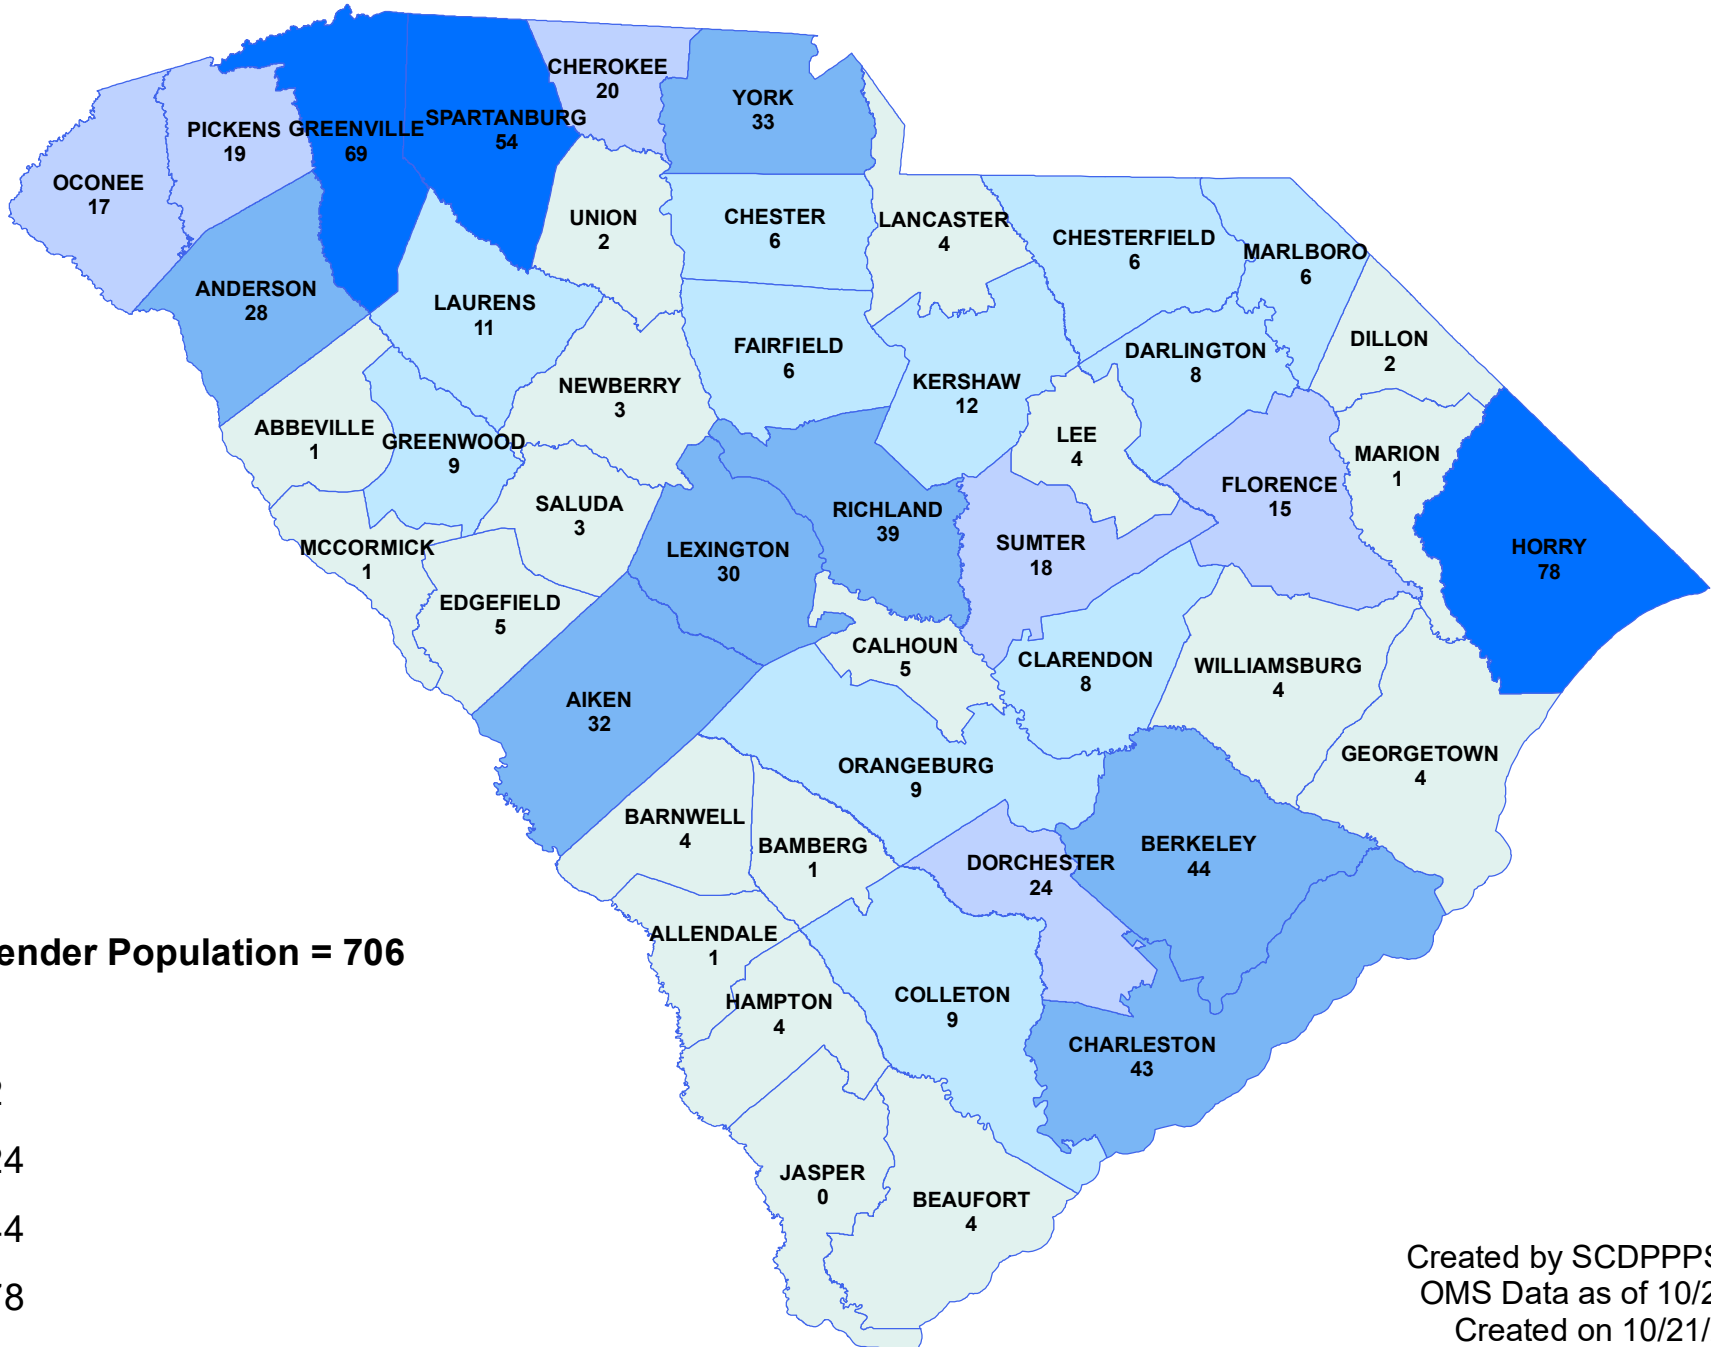 CHEROKEE
20
YORK
33
SPARTANBURG
54
PICKENS
19
GREENVILLE
69
OCONEE
17
UNION
2
CHESTER
6
LANCASTER
4
CHESTERFIELD
6
MARLBORO
6
ANDERSON
28
LAURENS
11
FAIRFIELD
6
DILLON
2
DARLINGTON
8
NEWBERRY
3
KERSHAW
12
ABBEVILLE
1
GREENWOOD
9
LEE
4
MARION
1
SALUDA
3
RICHLAND
39
FLORENCE
15
MCCORMICK
1
LEXINGTON
30
SUMTER
18
HORRY
78
EDGEFIELD
5
CALHOUN
5
CLARENDON
8
WILLIAMSBURG
4
AIKEN
32
ORANGEBURG
9
GEORGETOWN
4
BARNWELL
4
BAMBERG
1
DORCHESTER
24
BERKELEY
44
ALLENDALE
1
ender Population = 706
HAMPTON
4
COLLETON
9
CHARLESTON
43
24
44
78
JASPER
0
BEAUFORT
4
Created by SCDPPPS
OMS Data as of 10/2
Created on 10/21/